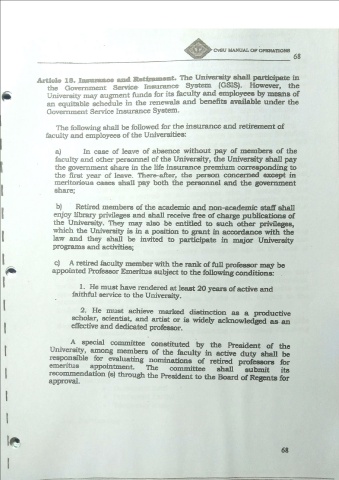 CvSU MANUAL OF OPERATIONS
68
Article 18. Insurance and Retirement. The University shall participate in
the Government Service Insurance System (GSIS). However, the
University may augment funds for its faculty and employees by means of
an equitable schedule in the renewals and benefits available under the
Government Service Insurance System.
The following shall be followed for the insurance and retirement of
faculty and employees of the Universities:
a) In case of leave of absence without pay of members of the
faculty and other personnel of the University, the University shall pay
the government share in the life insurance premium corresponding to
the first year of leave. There-after, the person concerned except in
meritorious cases shall pay both the personnel and the government
share;
b) Retired members of the academic and non-academic staff shall
enjoy library privileges and shall receive free of charge publications of
the University. They may also be entitled to such other privileges,
which the University is in a position to grant in accordance with the
law and they shall be invited to participate in major University
programs and activities;
c) A retired faculty member with the rank of full professor may be
appointed Professor Emeritus subject to the following conditions:
1. He must have rendered at least 20 years of active and
faithful service to the University.
2. He must achieve marked distinction as a productive
scholar, scientist, and artist or is widely acknowledged as an
effective and dedicated professor.
A special committee constituted by the President of the
University, among members of the faculty in active duty shall be
responsible for evaluating nominations of retired professors for
emeritus appointment. The committee shall submit its
recommendation (s) through the President to the Board of Regents for
approval.
68